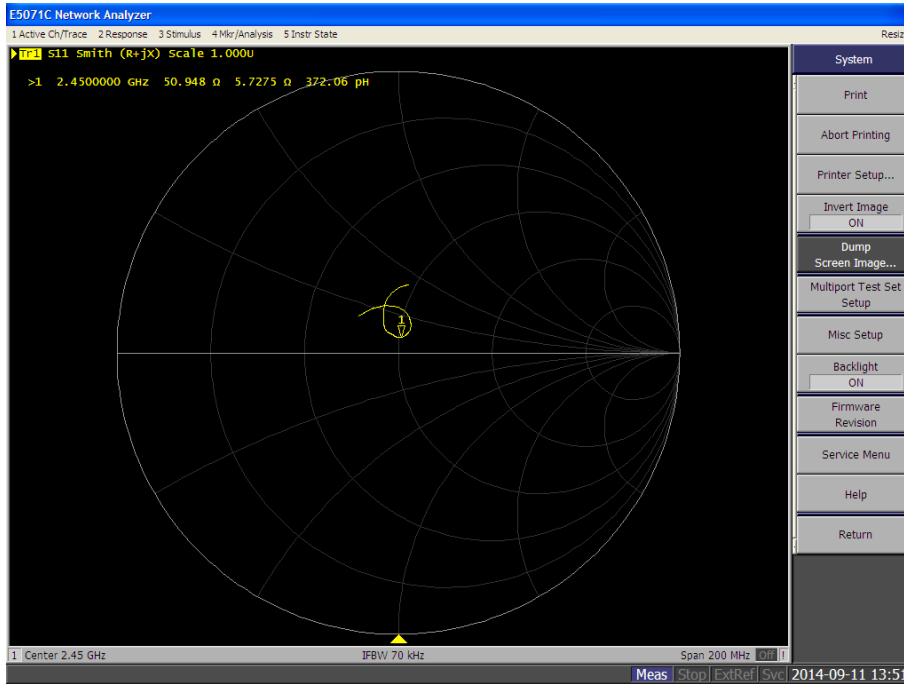 E5071C Network Analyzer
1 Active Ch/Trace 2 Response 3 Stimulus 4 Mkr/Analysis 5 Instr State Resiz
Tr1 S11 Smith (R+jX) Scale 1.000U
>1 2.4500000 GHz 50.948 Ω 5.7275 Ω 372.06 pH
1
System
Print
Abort Printing
Printer Setup...
Invert Image
ON
Dump
Screen Image...
Multiport Test Set
Setup
Misc Setup
Backlight
ON
Firmware
Revision
Service Menu
Help
Return
1 Center 2.45 GHz IFBW 70 kHz Span 200 MHz Off !
Meas Stop ExtRef Svc 2014-09-11 13:51